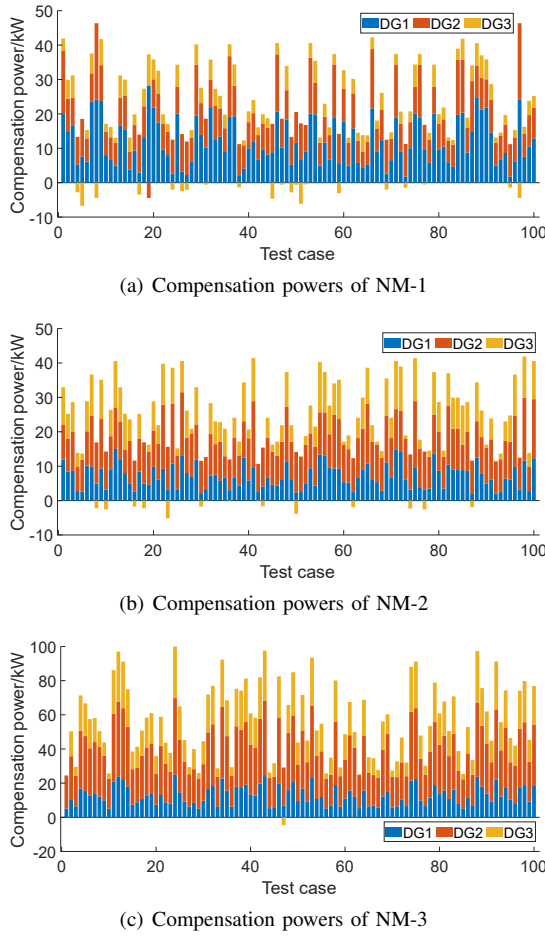 50
40
30
20
10
0
-10
Compensation power/kW
DG1 DG2 DG3
0 20 40 60 80 100
Test case
(a) Compensation powers of NM-1
50
40
30
20
10
0
-10
Compensation power/kW
DG1 DG2 DG3
0 20 40 60 80 100
Test case
(b) Compensation powers of NM-2
100
80
60
40
20
0
-20
Compensation power/kW
DG1 DG2 DG3
0 20 40 60 80 100
Test case
(c) Compensation powers of NM-3